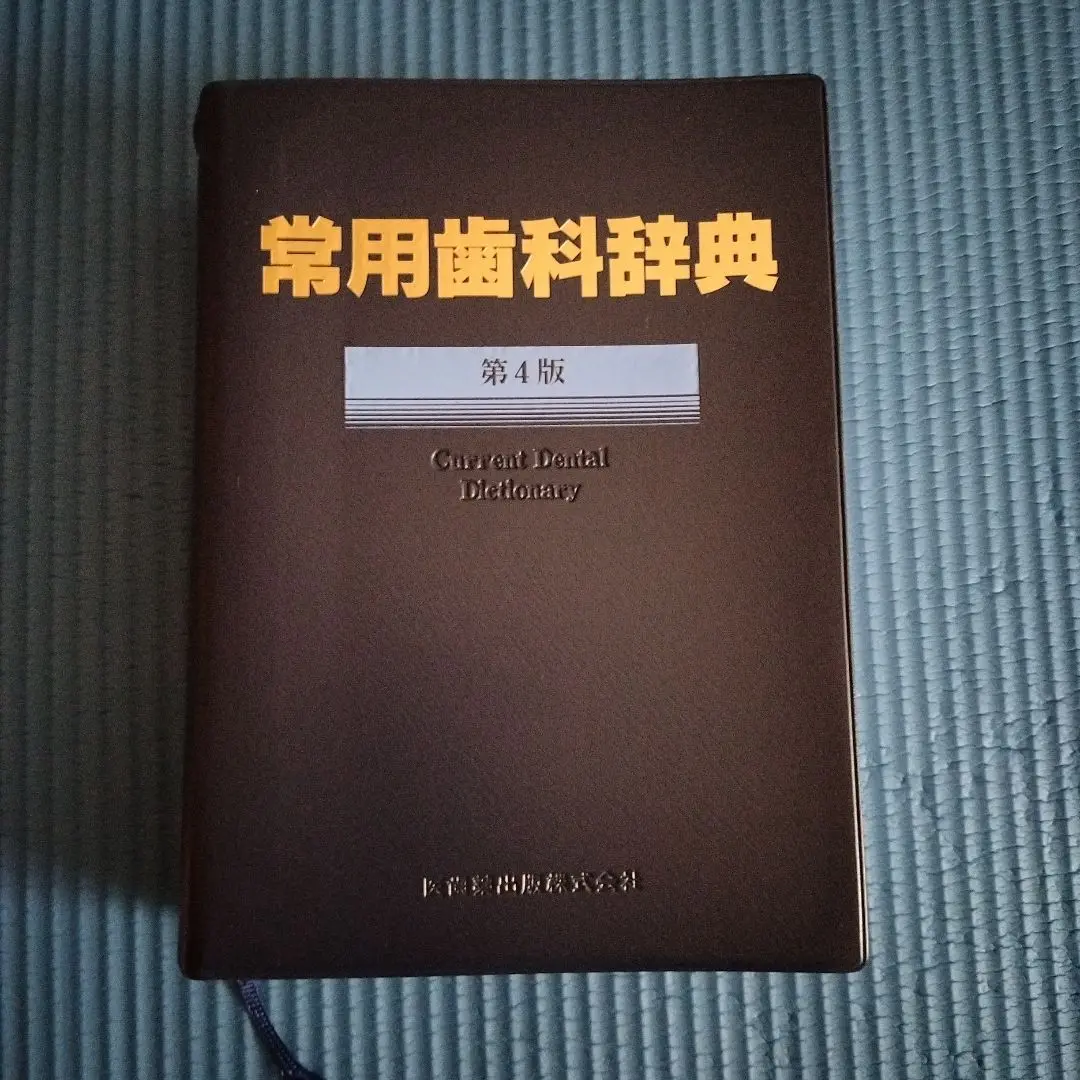 常用歯科辞典
第4版
Current Dental
Dictionary
医歯薬出版株式会社